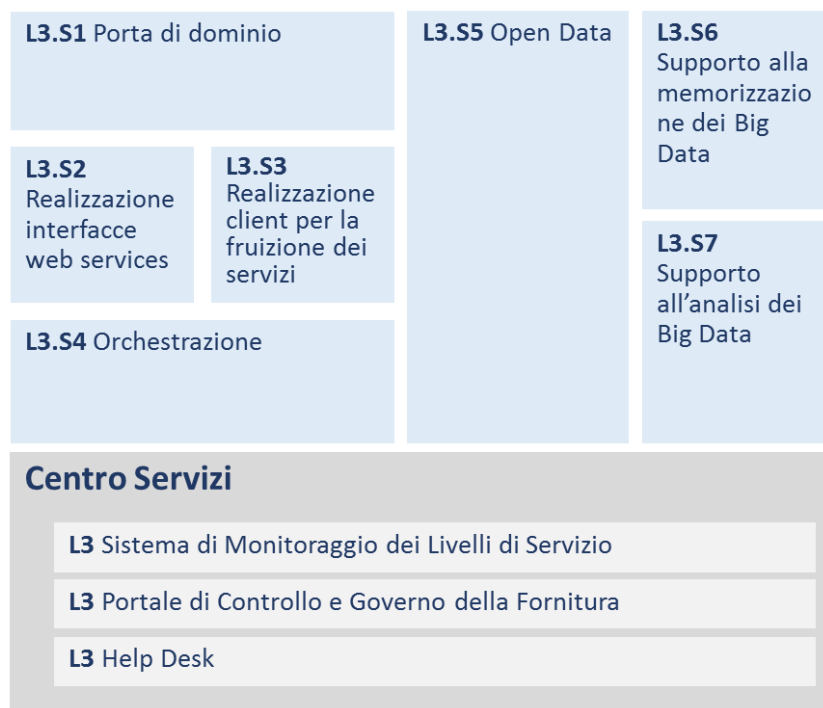 L3.S1 Porta di dominio
L3.S2
Realizzazione
interfacce
web services
L3.S3
Realizzazione
client per la
fruizione dei
servizi
L3.S4 Orchestrazione
L3.S5 Open Data
L3.S6
Supporto alla
memorizzazio
ne dei Big
Data
L3.S7
Supporto
all’analisi dei
Big Data
Centro Servizi
L3 Sistema di Monitoraggio dei Livelli di Servizio
L3 Portale di Controllo e Governo della Fornitura
L3 Help Desk